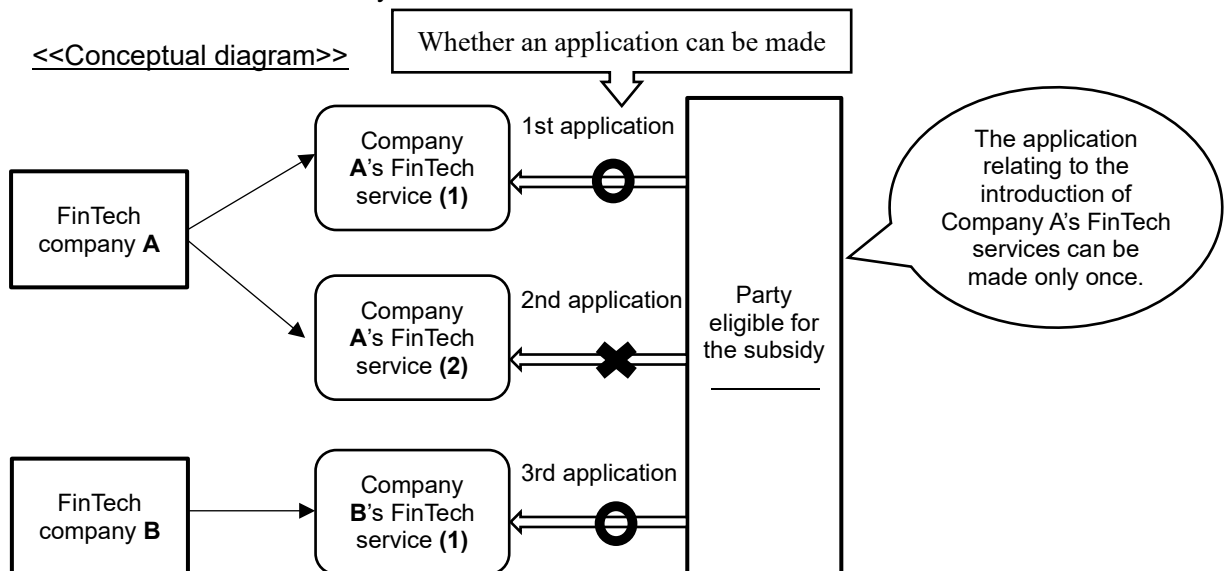 Whether an application can be made
<<Conceptual diagram>>
FinTech
company A
Company
A's FinTech
service (1)
1st application
Company
A's FinTech
service (2)
2nd application
FinTech
company B
Company
B's FinTech
service (1)
3rd application
Party
eligible for
the subsidy
The application
relating to the
introduction of
Company A's FinTech
services can be
made only once.